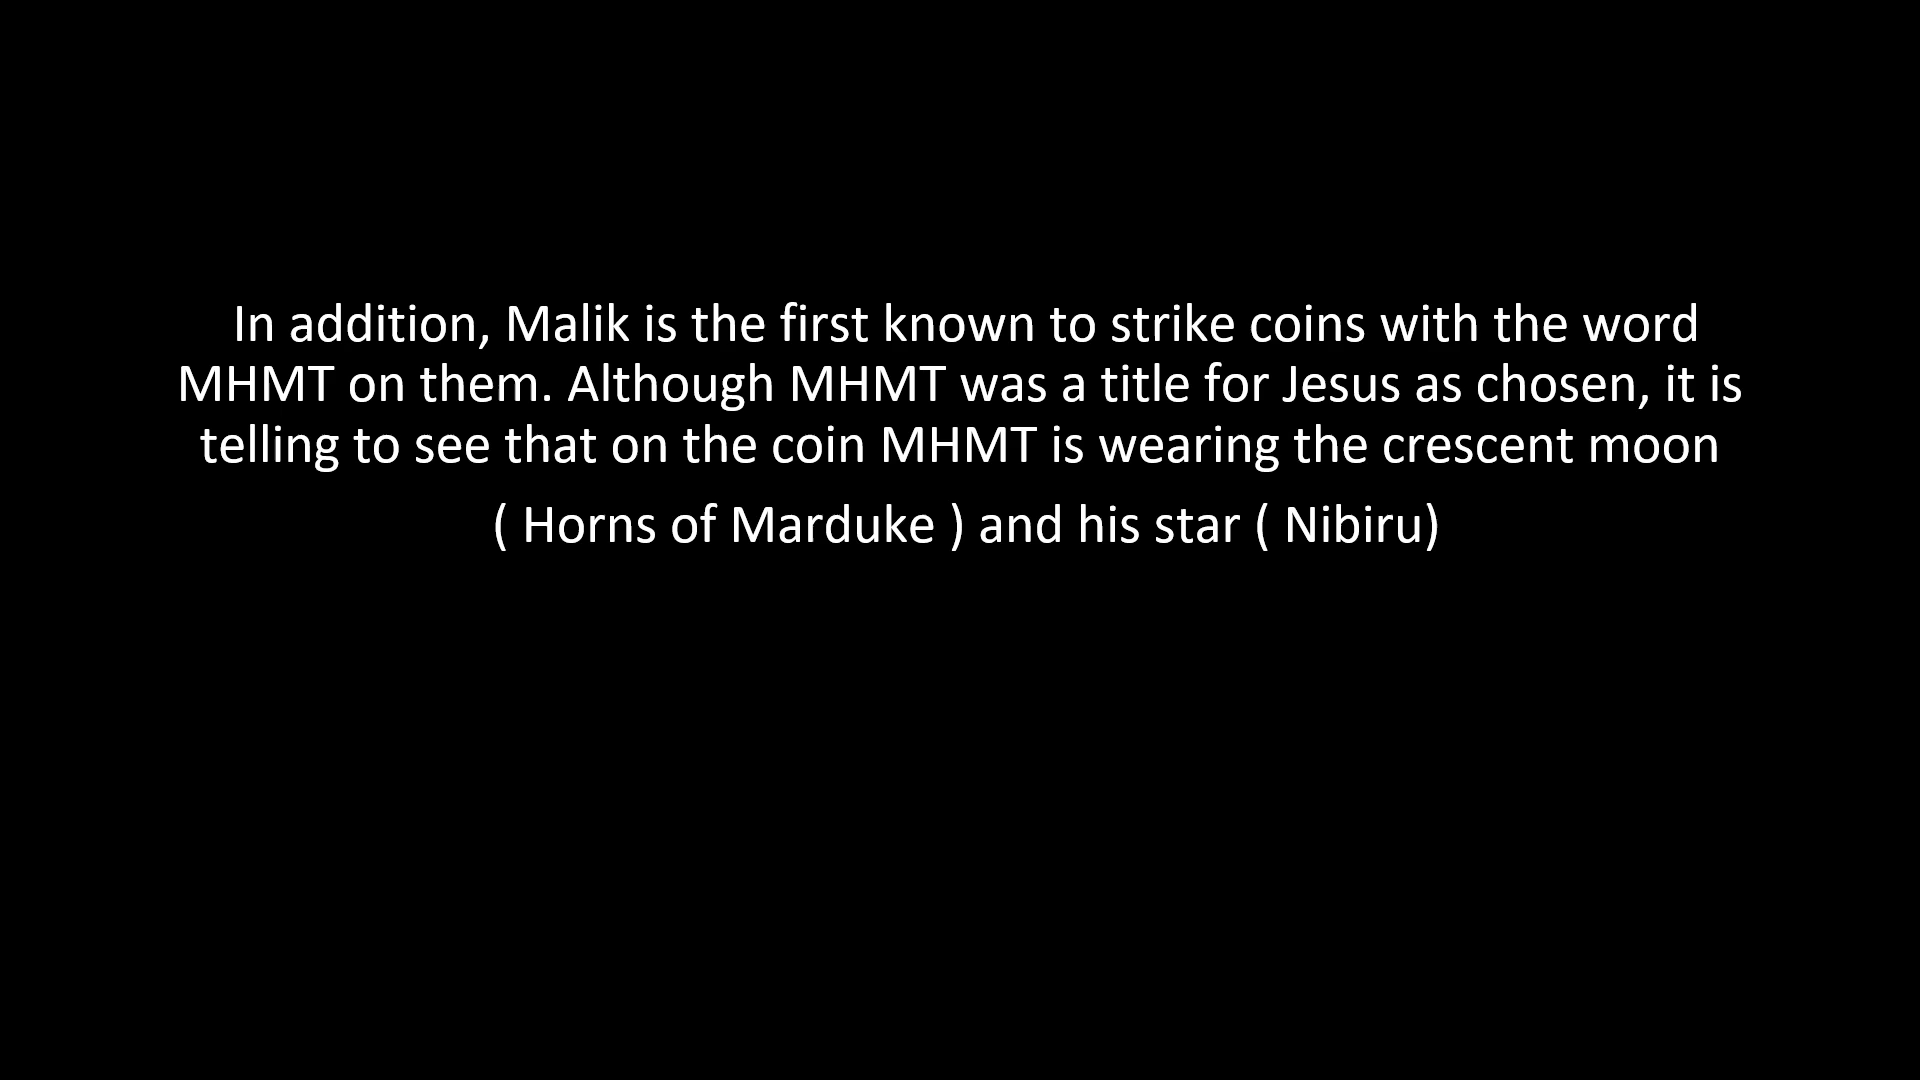 In addition, Malik is the first known to strike coins with the word
MHMT on them. Although MHMT was a title for Jesus as chosen, it is
telling to see that on the coin MHMT is wearing the crescent moon
( Horns of Marduke ) and his star ( Nibiru)